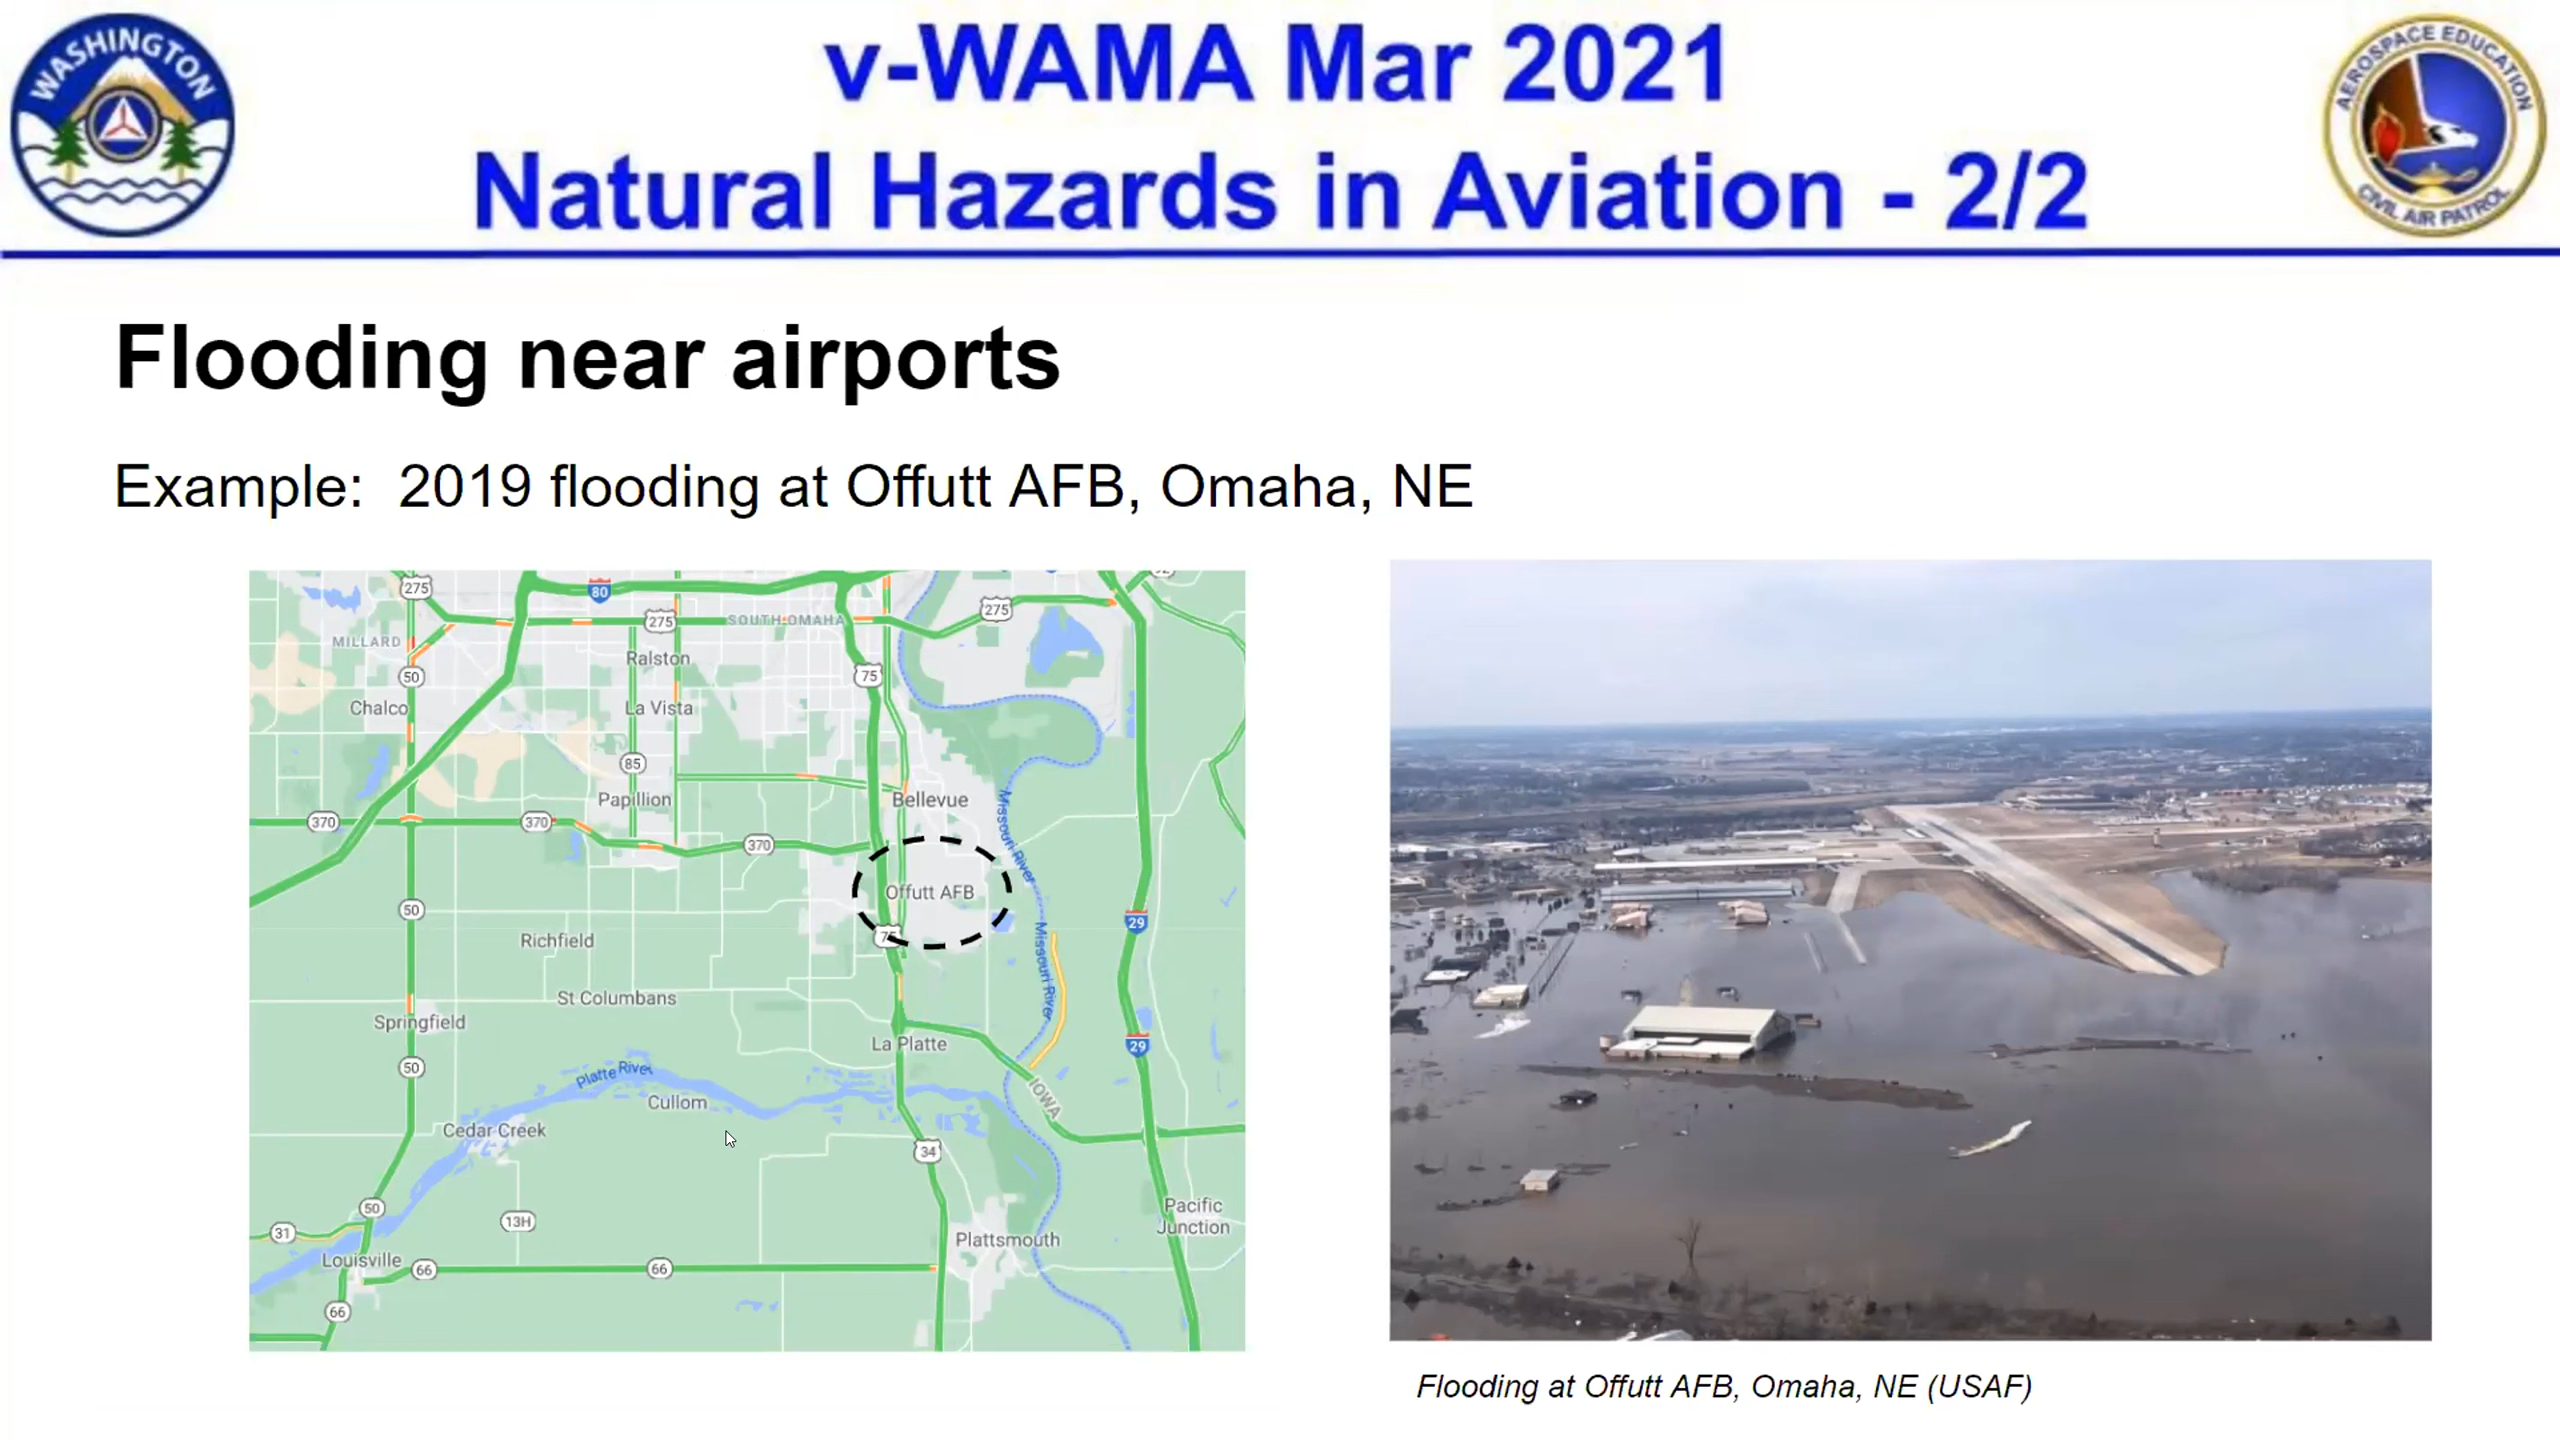 WASHINGTON
v-WAMA Mar 2021
Natural Hazards in Aviation - 2/2
AEROSPACE EDUCATION
CIVIL AIR PATROL
Flooding near airports
Example:  2019 flooding at Offutt AFB, Omaha, NE
275
80
275
SOUTH OMAHA
275
MILLARD
Ralston
50
75
Chalco
La Vista
85
Papillion
Bellevue
Missouri River
370
370
370
Offutt AFB
50
29
75
Richfield
Missouri River
St Columbans
Springfield
La Platte
29
50
Platte River
Cullom
IOWA
Cedar Creek
34
50
Pacific
Junction
31
13H
Plattsmouth
Louisville
66
66
66
Flooding at Offutt AFB, Omaha, NE (USAF)